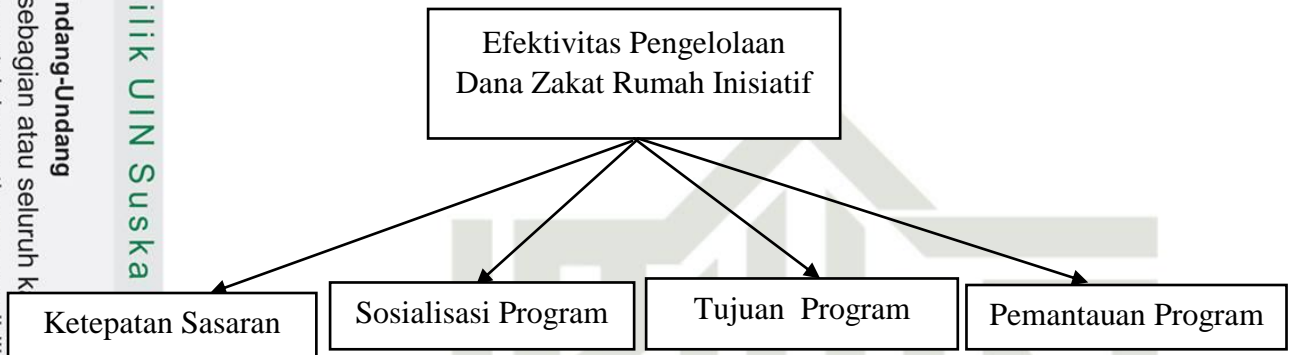 Efektivitas Pengelolaan
Dana Zakat Rumah Inisiatif
Ketepatan Sasaran
Sosialisasi Program
Tujuan Program
Pemantauan Program
ilik UIN Suska
ndang-Undang
sebagian atau seluruh